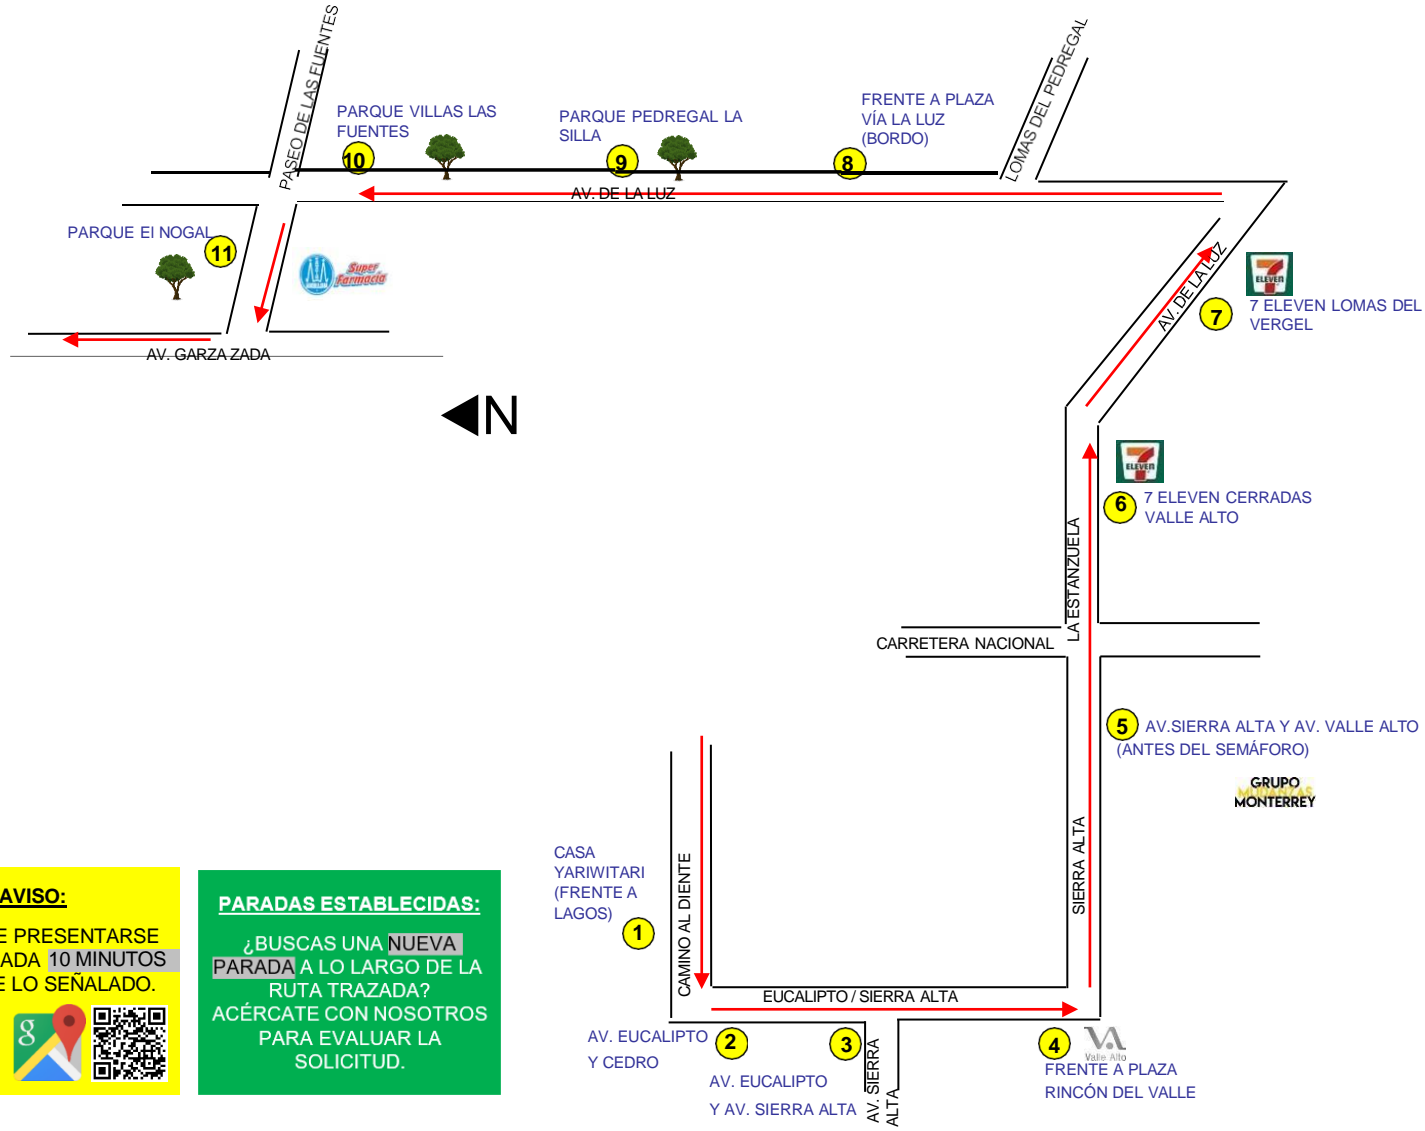 PASEO DE LAS FUENTES
LOMAS DEL PEDREGAL
PARQUE VILLAS LAS
FUENTES
10
PARQUE PEDREGAL LA
SILLA
9
FRENTE A PLAZA
VÍA LA LUZ
(BORDO)
8
AV. DE LA LUZ
PARQUE El NOGAL
11
Super
Farmacia
AV. GARZA ZADA
N
AV. DE LA LUZ
7
ELEVEN
7
7 ELEVEN LOMAS DEL
VERGEL
7
ELEVEN
6
7 ELEVEN CERRADAS
VALLE ALTO
LA ESTANZUELA
CARRETERA NACIONAL
5
AV.SIERRA ALTA Y AV. VALLE ALTO
(ANTES DEL SEMÁFORO)
GRUPO
MUDANZAS
MONTERREY
SIERRA ALTA
CASA
YARIWITARI
(FRENTE A
LAGOS)
1
CAMINO AL DIENTE
EUCALIPTO / SIERRA ALTA
AV. EUCALIPTO
Y CEDRO
2
AV. EUCALIPTO
Y AV. SIERRA ALTA
3
AV. SIERRA
ALTA
4
VA
Valle Alto
FRENTE A PLAZA
RINCÓN DEL VALLE
AVISO:
E PRESENTARSE
ADA 10 MINUTOS
E LO SEÑALADO.
g
PARADAS ESTABLECIDAS:
¿BUSCAS UNA NUEVA
PARADA A LO LARGO DE LA
RUTA TRAZADA?
ACÉRCATE CON NOSOTROS
PARA EVALUAR LA
SOLICITUD.